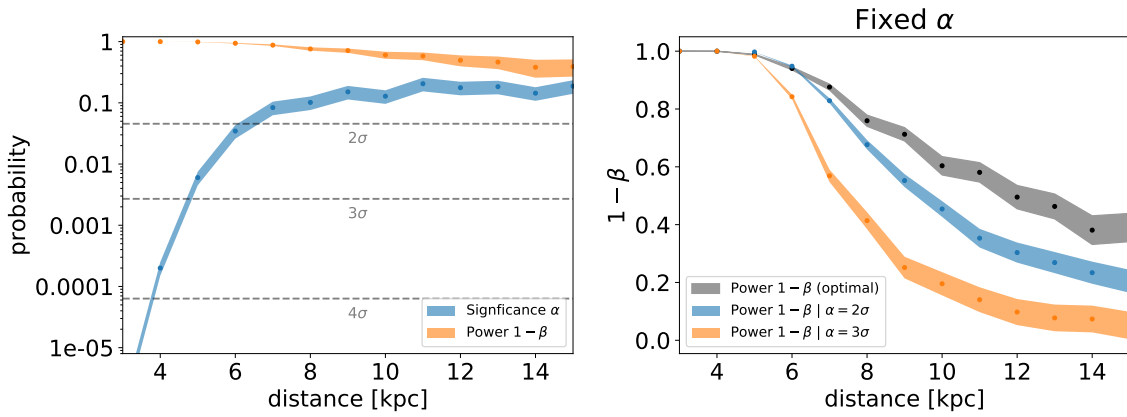 probability
1
0.1
0.01
0.001
0.0001
1e-05
2σ
3σ
4σ
Signficance α
Power 1 − β
4 6 8 10 12 14
distance [kpc]
Fixed α
1 − β
1.0
0.8
0.6
0.4
0.2
0.0
Power 1 − β (optimal)
Power 1 − β | α = 2σ
Power 1 − β | α = 3σ
4 6 8 10 12 14
distance [kpc]